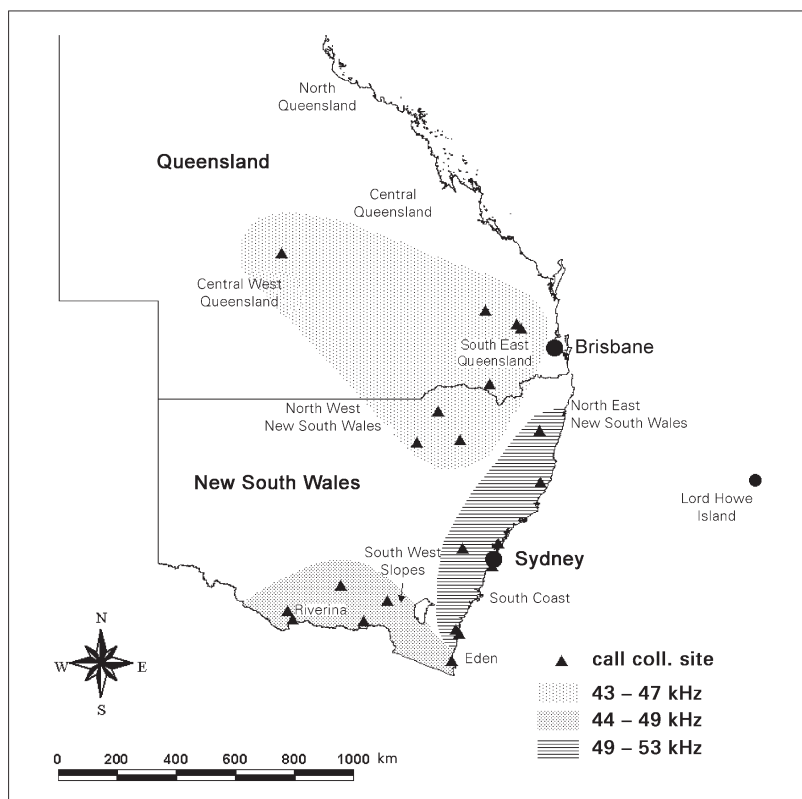 North
Queensland
Queensland
Central
Queensland
Central West
Queensland
South East
Queensland
Brisbane
North West
New South Wales
North East
New South Wales
New South Wales
Lord Howe
Island
South West
Slopes
Sydney
Riverina
South Coast
Eden
N
W
E
S
call coll. site
43 – 47 kHz
44 – 49 kHz
49 – 53 kHz
0 200 400 600 800 1000 km